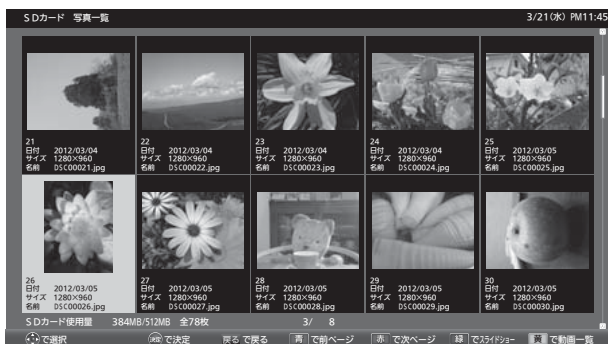 SDカード 写真一覧 3/21(水) PM11:45
21
日付 2012/03/04
サイズ 1280×960
名前 DSC00021.jpg
22
日付 2012/03/04
サイズ 1280×960
名前 DSC00022.jpg
23
日付 2012/03/04
サイズ 1280×960
名前 DSC00023.jpg
24
日付 2012/03/04
サイズ 1280×960
名前 DSC00024.jpg
25
日付 2012/03/05
サイズ 1280×960
名前 DSC00025.jpg
26
日付 2012/03/05
サイズ 1280×960
名前 DSC00026.jpg
27
日付 2012/03/05
サイズ 1280×960
名前 DSC00027.jpg
28
日付 2012/03/05
サイズ 1280×960
名前 DSC00028.jpg
29
日付 2012/03/05
サイズ 1280×960
名前 DSC00029.jpg
30
日付 2012/03/05
サイズ 1280×960
名前 DSC00030.jpg
SDカード使用量 384MB/512MB 全78枚 3/ 8
で選択 決定 で決定 戻る で戻る 青 で前ページ 赤 で次ページ 緑 でスライドショー 黄 で動画一覧